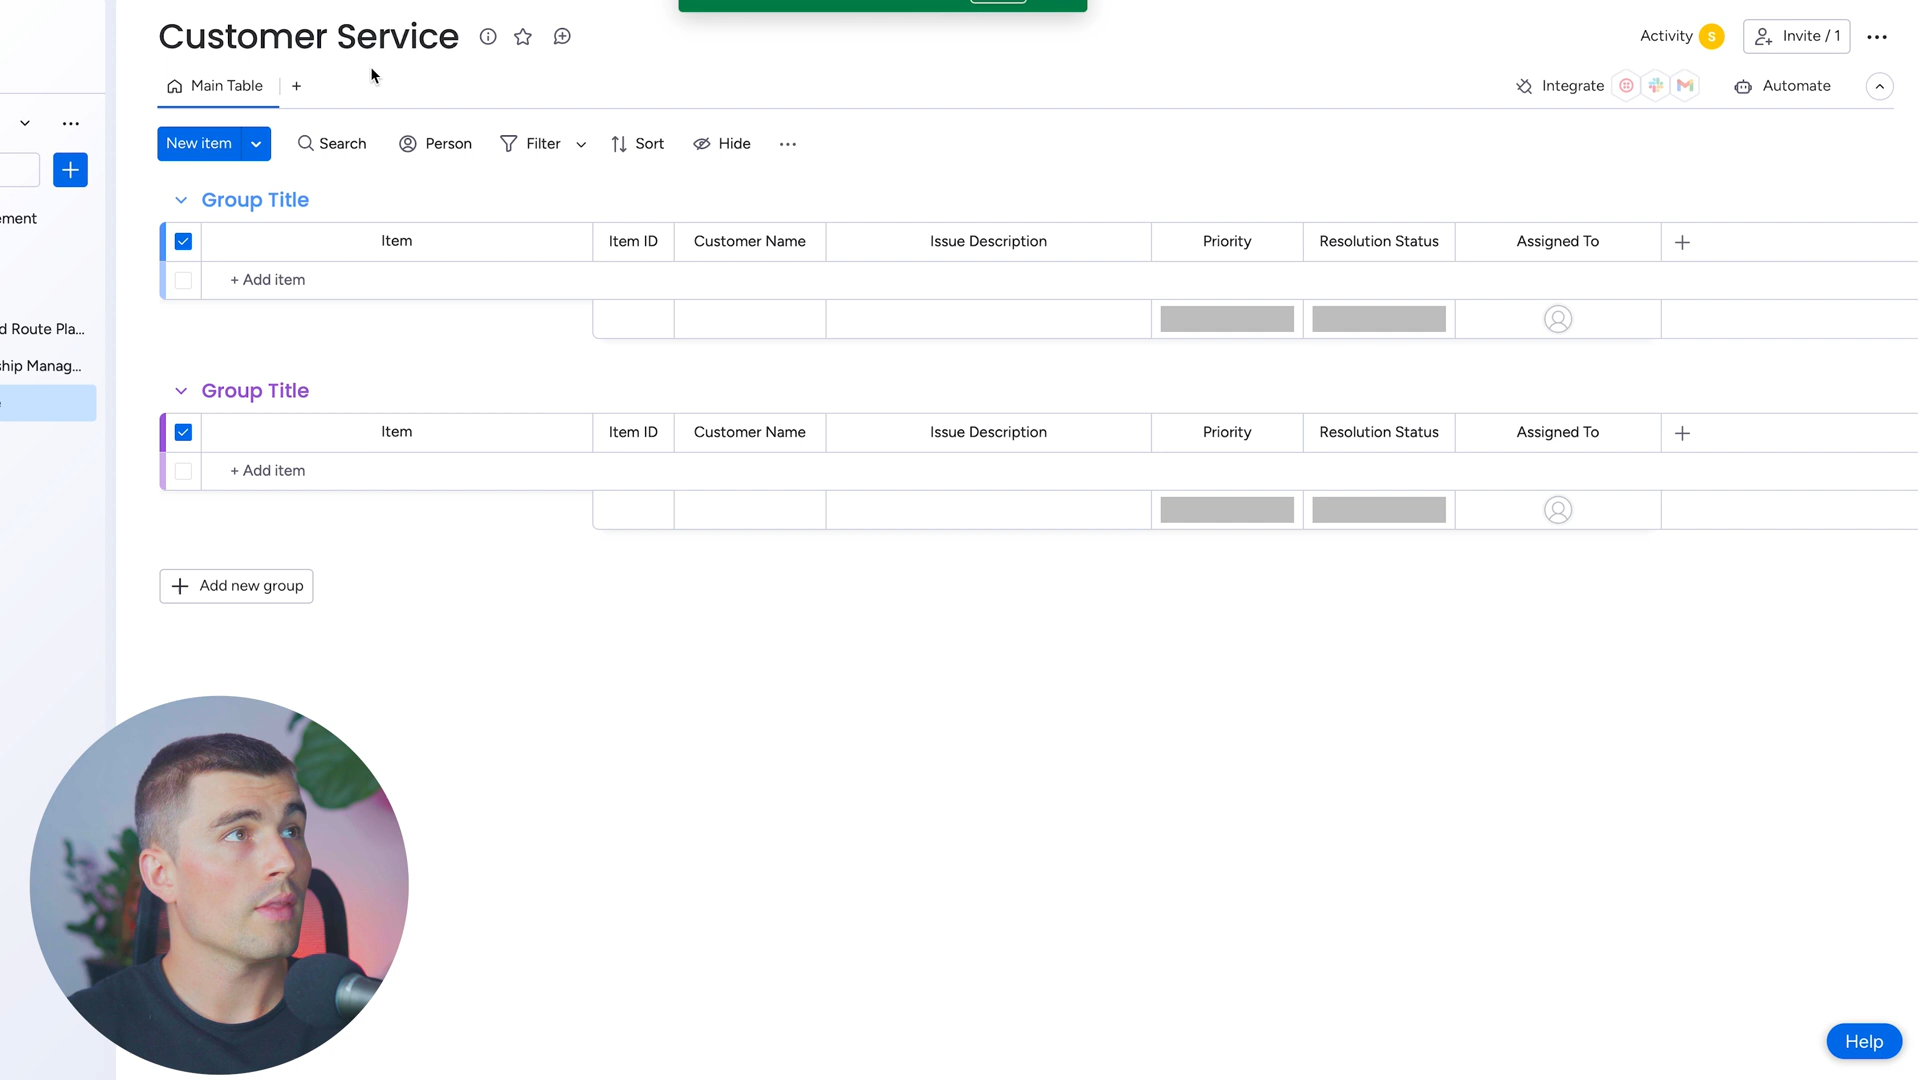 Customer Service
Activity S Invite / 1
Main Table
Integrate
Automate
New item
Search
Person
Filter
Sort
Hide
ement
d Route Pla...
ship Manag...
Group Title
Item Item ID Customer Name Issue Description Priority Resolution Status Assigned To
+ Add item
Group Title
Item Item ID Customer Name Issue Description Priority Resolution Status Assigned To
+ Add item
Add new group
Help